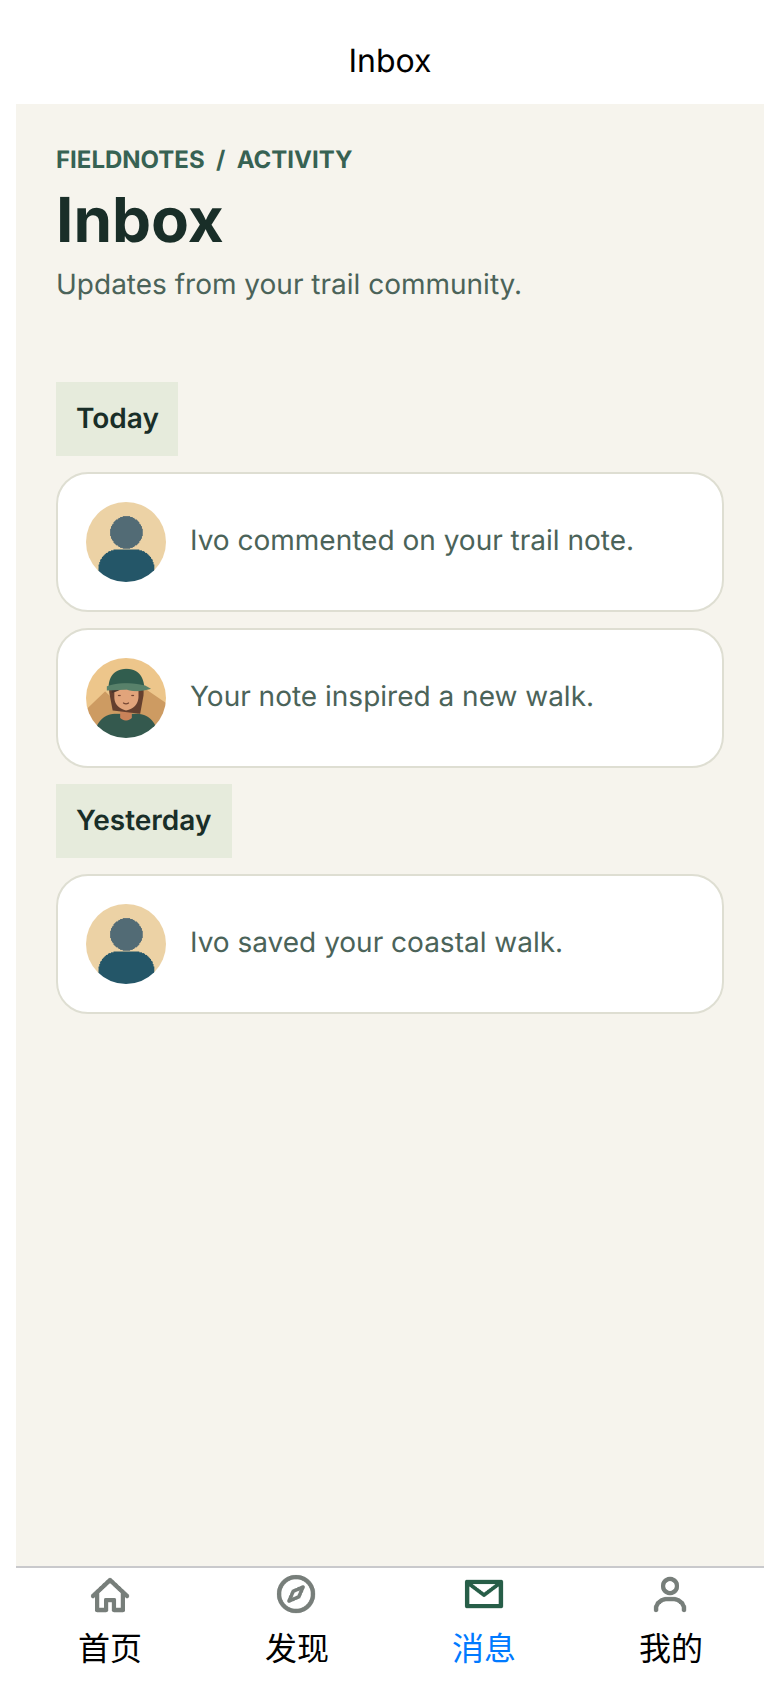 Inbox
FIELDNOTES / ACTIVITY
Inbox
Updates from your trail community.
Today
Ivo commented on your trail note.
Your note inspired a new walk.
Yesterday
Ivo saved your coastal walk.
首页 发现 消息 我的